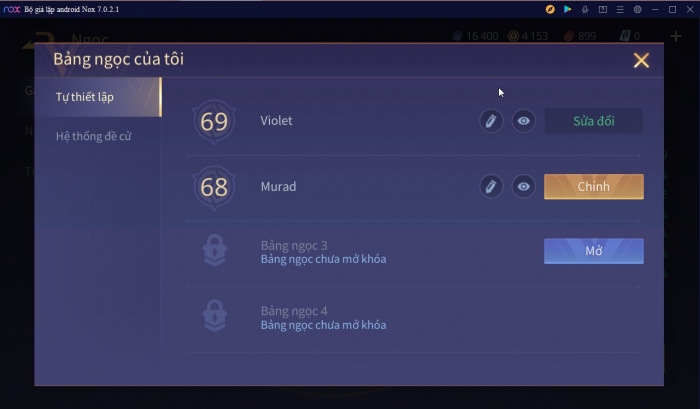 nox Bộ giả lập android Nox 7.0.2.1
Ngọc 16 400 4 153 899 0
Bảng ngọc của tôi
Tự thiết lập
Hệ thống đề cử
69 Violet Sửa đổi
68 Murad Chỉnh
Bảng ngọc 3
Bảng ngọc chưa mở khóa
Mở
Bảng ngọc 4
Bảng ngọc chưa mở khóa